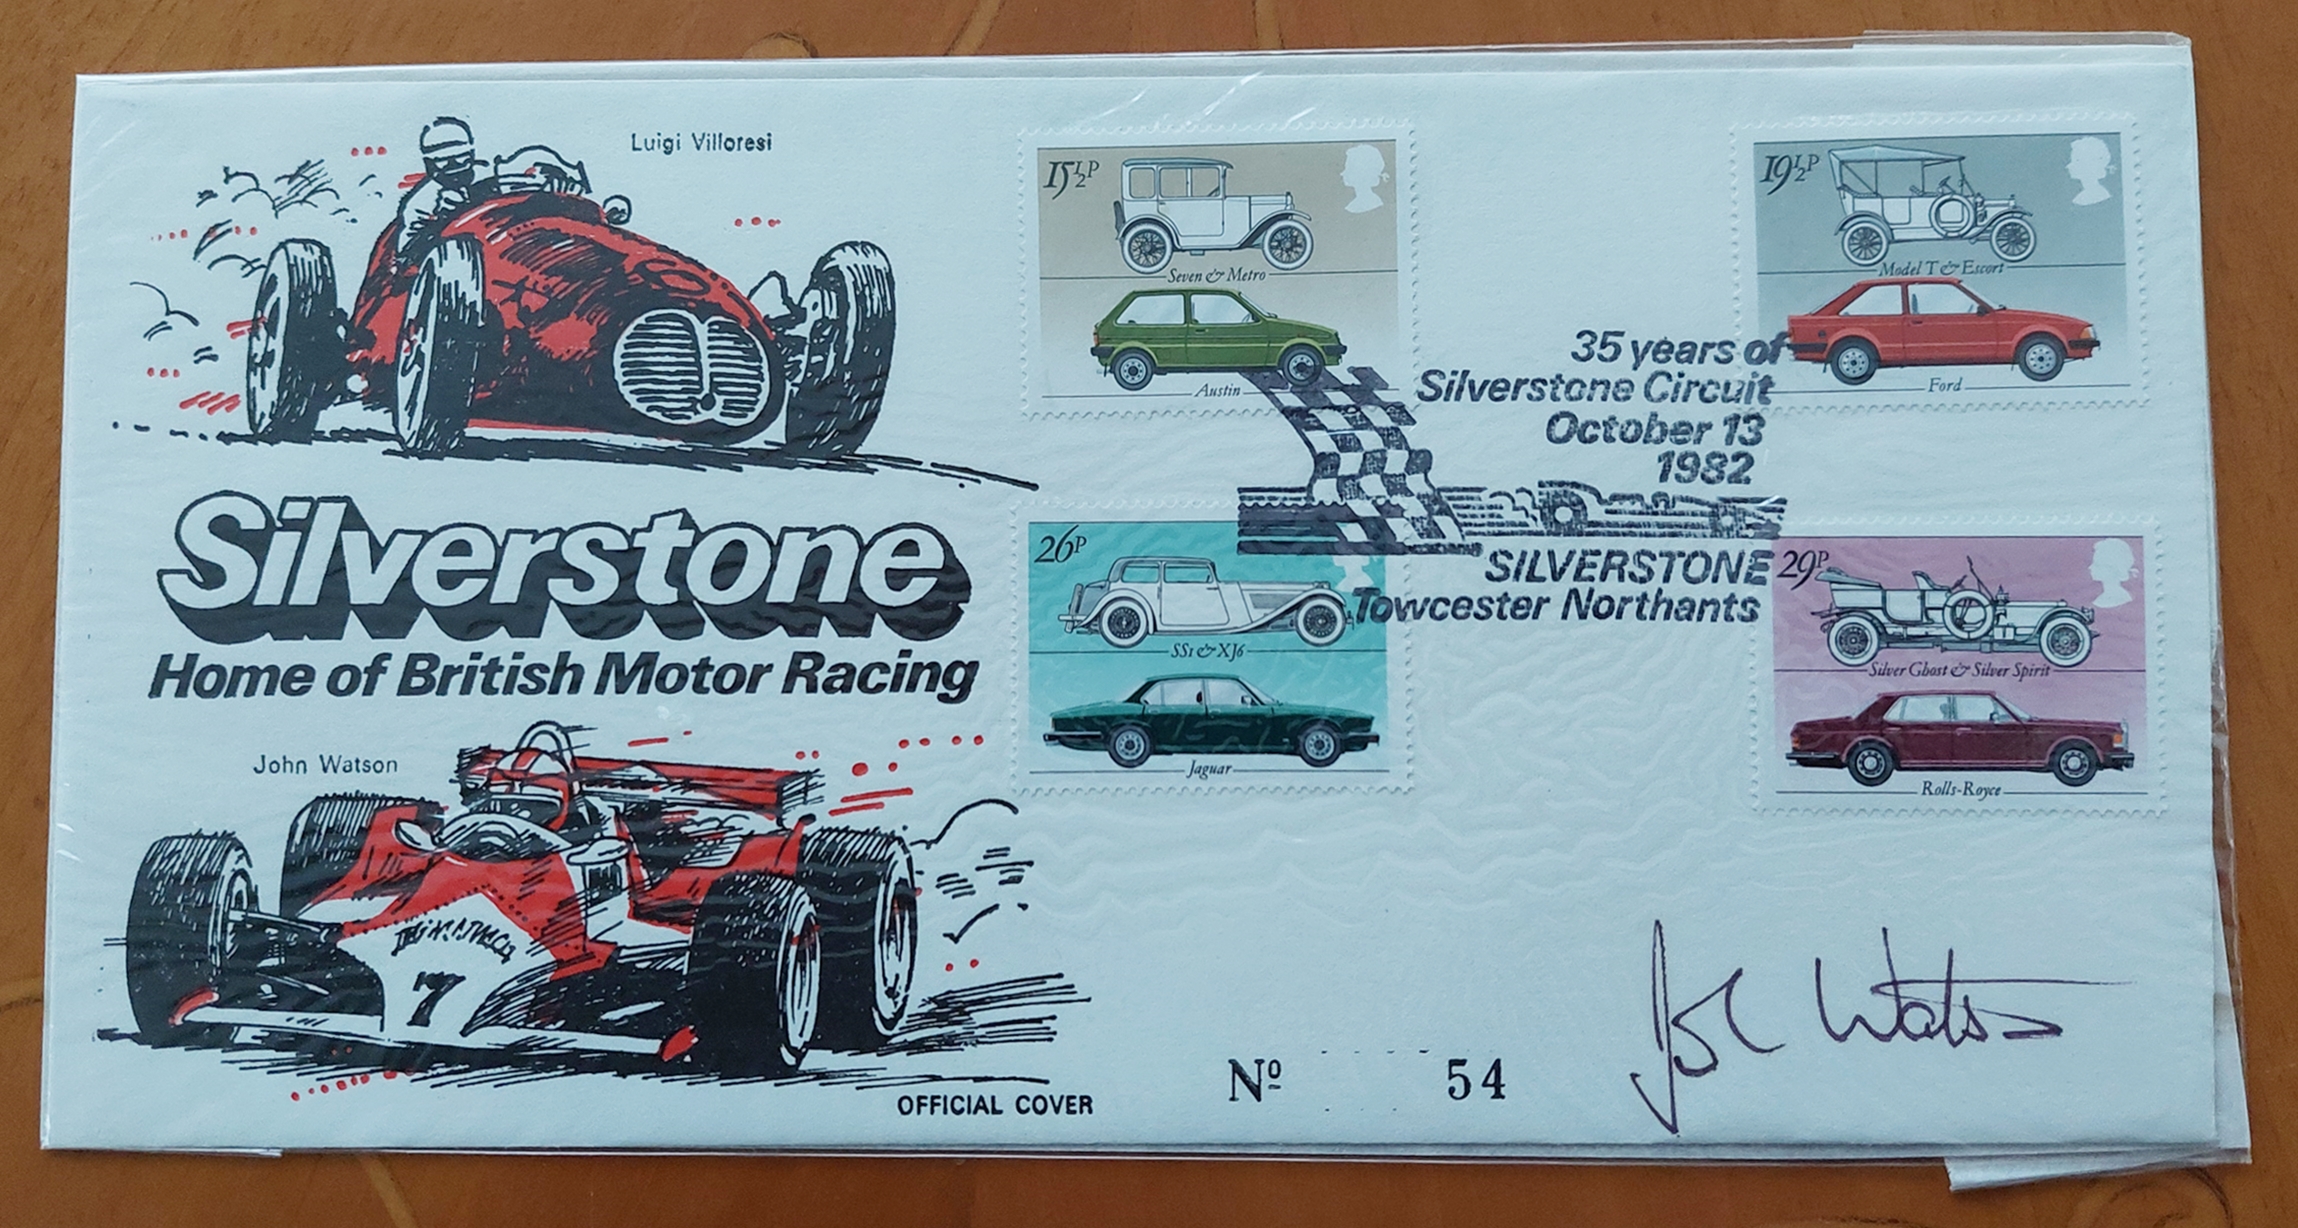 Luigi Villoresi
Silverstone
Home of British Motor Racing
John Watson
7
OFFICIAL COVER
15½P
Seven & Metro
Austin
19½P
Model T & Escort
Ford
35 years of
Silverstone Circuit
October 13
1982
SILVERSTONE
Towcester Northants
26P
SS1 & XJ6
Jaguar
29P
Silver Ghost & Silver Spirit
Rolls-Royce
Nº 54
John Watson